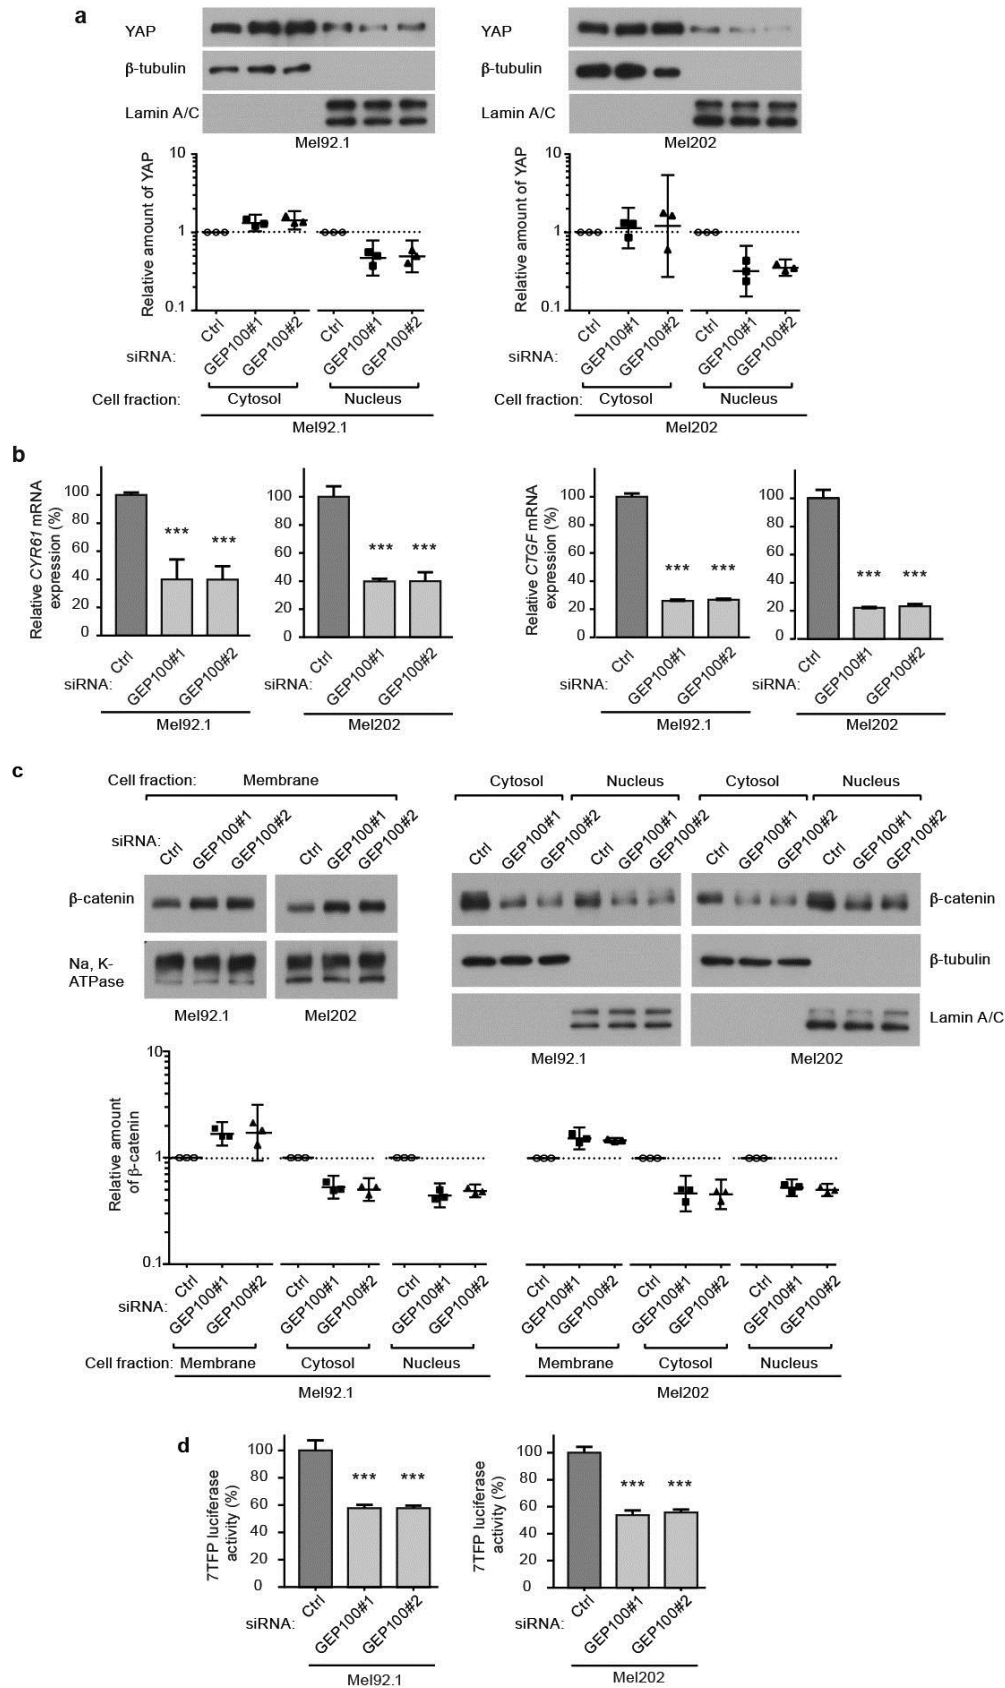 a
YAP
β-tubulin
Lamin A/C
Mel92.1
YAP
β-tubulin
Lamin A/C
Mel202
Relative amount of YAP
10
1
0.1
siRNA:
Ctrl
GEP100#1
GEP100#2
Ctrl
GEP100#1
GEP100#2
Cell fraction:
Cytosol
Nucleus
Mel92.1
Relative amount of YAP
10
1
0.1
siRNA:
Ctrl
GEP100#1
GEP100#2
Ctrl
GEP100#1
GEP100#2
Cell fraction:
Cytosol
Nucleus
Mel202
b
Relative CYR61 mRNA
expression (%)
100
80
60
40
20
0
*** ***
siRNA:
Ctrl
GEP100#1
GEP100#2
Mel92.1
100
80
60
40
20
0
*** ***
siRNA:
Ctrl
GEP100#1
GEP100#2
Mel202
Relative CTGF mRNA
expression (%)
100
80
60
40
20
0
*** ***
siRNA:
Ctrl
GEP100#1
GEP100#2
Mel92.1
100
80
60
40
20
0
*** ***
siRNA:
Ctrl
GEP100#1
GEP100#2
Mel202
c
Cell fraction: Membrane
siRNA:
Ctrl
GEP100#1
GEP100#2
Ctrl
GEP100#1
GEP100#2
β-catenin
Na, K-
ATPase
Mel92.1
Mel202
Cytosol
Nucleus
Cytosol
Nucleus
Ctrl
GEP100#1
GEP100#2
Ctrl
GEP100#1
GEP100#2
Ctrl
GEP100#1
GEP100#2
Ctrl
GEP100#1
GEP100#2
β-catenin
β-tubulin
Lamin A/C
Mel92.1
Mel202
Relative amount
of β-catenin
10
1
0.1
siRNA:
Ctrl
GEP100#1
GEP100#2
Ctrl
GEP100#1
GEP100#2
Ctrl
GEP100#1
GEP100#2
Ctrl
GEP100#1
GEP100#2
Ctrl
GEP100#1
GEP100#2
Ctrl
GEP100#1
GEP100#2
Cell fraction:
Membrane
Cytosol
Nucleus
Membrane
Cytosol
Nucleus
Mel92.1
Mel202
d
7TFP luciferase
activity (%)
100
80
60
40
20
0
*** ***
siRNA:
Ctrl
GEP100#1
GEP100#2
Mel92.1
7TFP luciferase
activity (%)
100
80
60
40
20
0
*** ***
siRNA:
Ctrl
GEP100#1
GEP100#2
Mel202